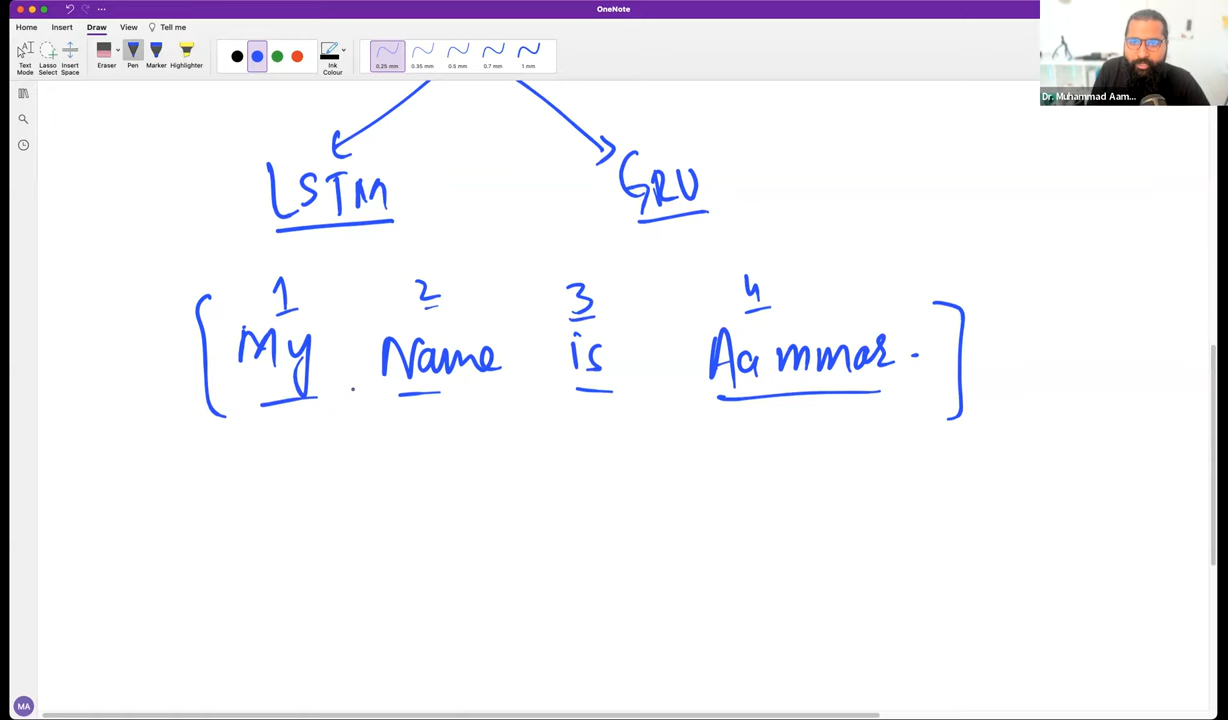 OneNote
Home Insert Draw View Tell me
Text Mode Lasso Select Insert Space Eraser Pen Marker Highlighter Ink Colour 0.25 mm 0.35 mm 0.5 mm 0.7 mm 1 mm
Dr. Muhammad Aam...
LSTM GRU
1 2 3 4
[ My Name is Aammar. ]
MA